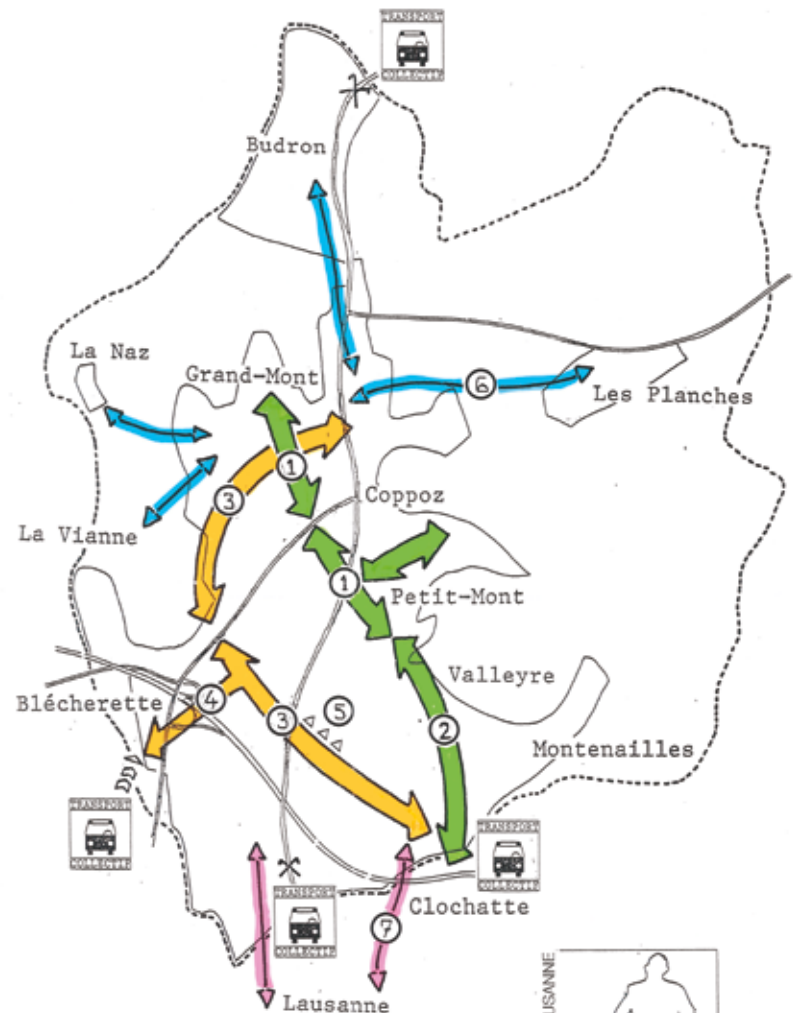 TRANSPORT
COLLECTIF
Budron
La Naz
Grand-Mont
6
Les Planches
1
3
Coppoz
La Vianne
1
Petit-Mont
Valleyre
Blécherette
4
3
5
2
Montenailles
TRANSPORT
COLLECTIF
TRANSPORT
COLLECTIF
TRANSPORT
COLLECTIF
Clochatte
7
Lausanne
USANNE